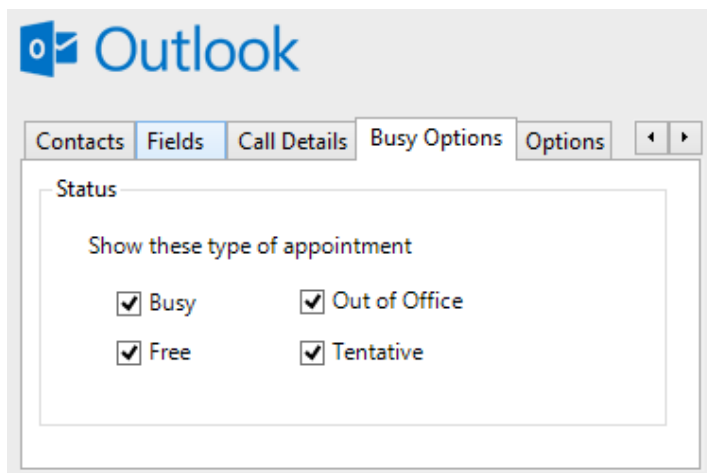 Outlook
Contacts Fields Call Details Busy Options Options
Status
Show these type of appointment
Busy Out of Office
Free Tentative